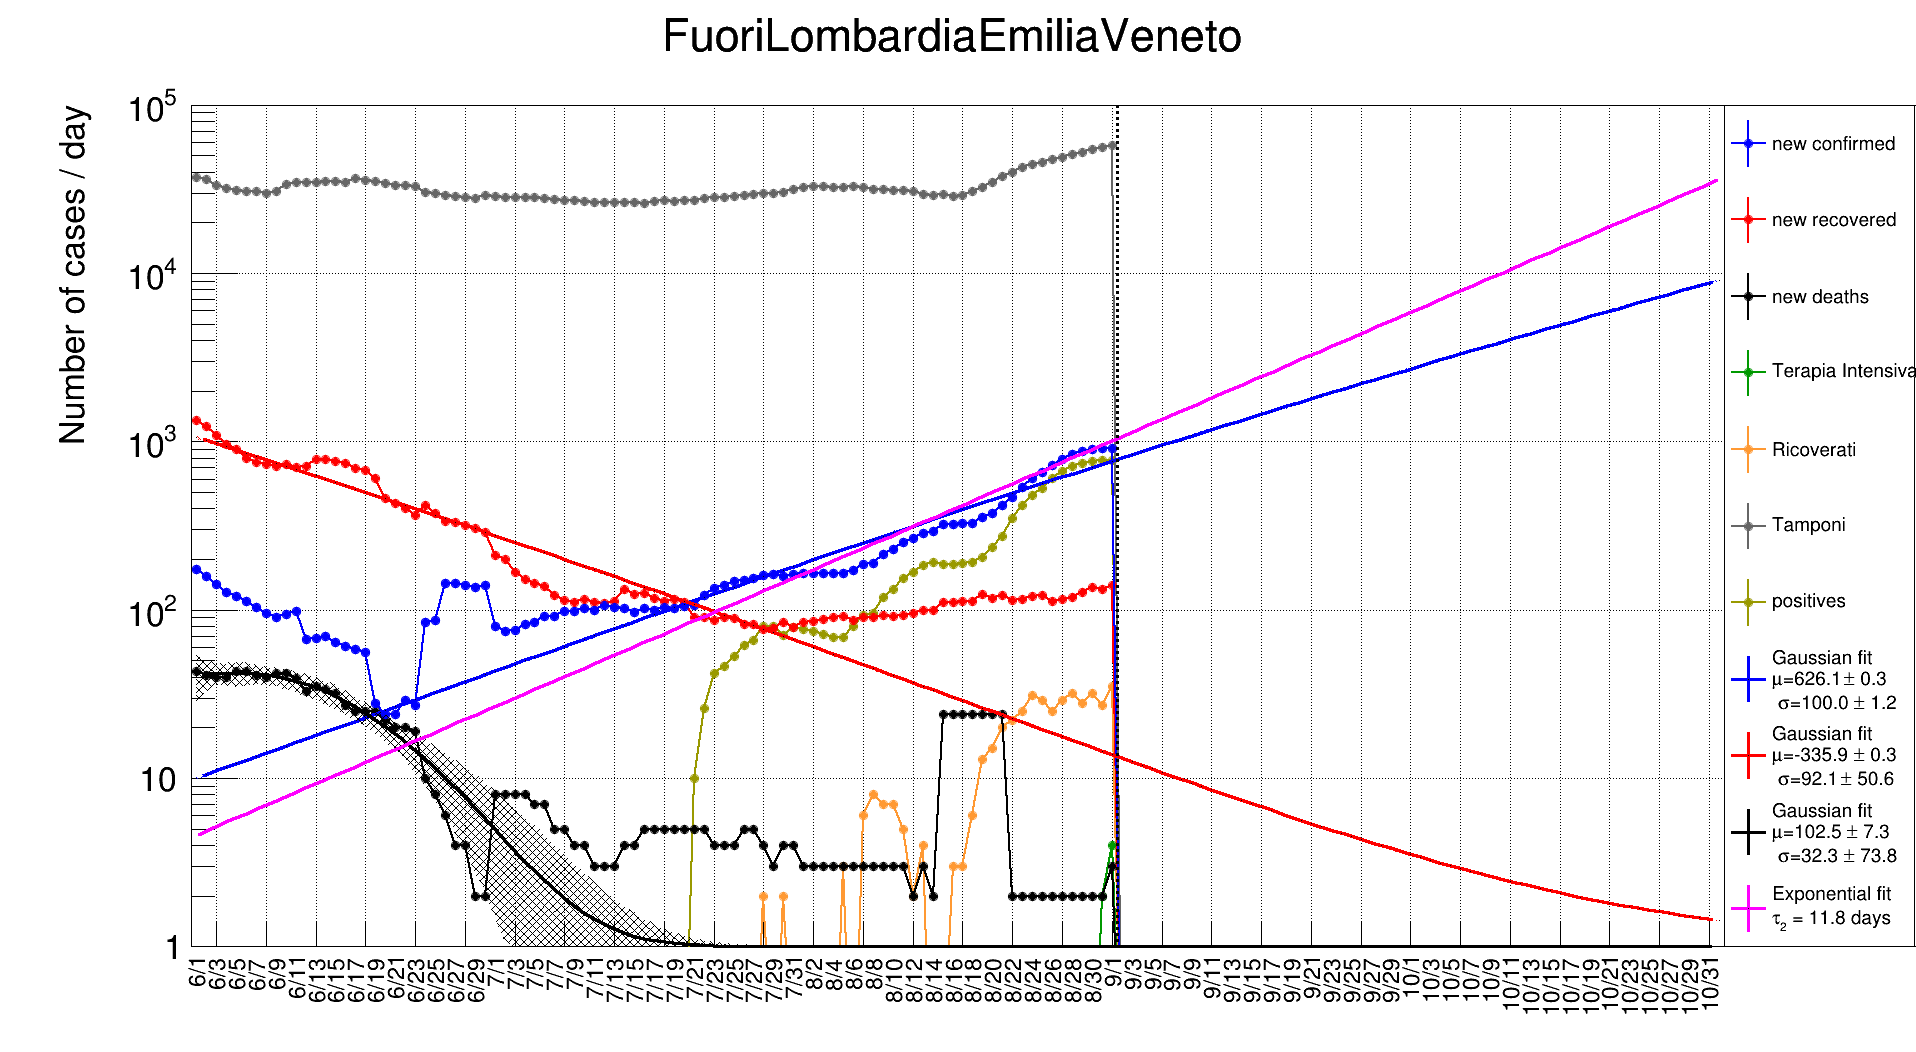 FuoriLombardiaEmiliaVeneto
Number of cases / day
10^5
10^4
10^3
10^2
10
1
6/1 6/3 6/5 6/7 6/9 6/11 6/13 6/15 6/17 6/19 6/21 6/23 6/25 6/27 6/29 7/1 7/3 7/5 7/7 7/9 7/11 7/13 7/15 7/17 7/19 7/21 7/23 7/25 7/27 7/29 7/31 8/2 8/4 8/6 8/8 8/10 8/12 8/14 8/16 8/18 8/20 8/22 8/24 8/26 8/28 8/30 9/1 9/3 9/5 9/7 9/9 9/11 9/13 9/15 9/17 9/19 9/21 9/23 9/25 9/27 9/29 10/1 10/3 10/5 10/7 10/9 10/11 10/13 10/15 10/17 10/19 10/21 10/23 10/25 10/27 10/29 10/31
new confirmed
new recovered
new deaths
Terapia Intensiva
Ricoverati
Tamponi
positives
Gaussian fit
μ=626.1 ± 0.3
σ=100.0 ± 1.2
Gaussian fit
μ=-335.9 ± 0.3
σ=92.1 ± 50.6
Gaussian fit
μ=102.5 ± 7.3
σ=32.3 ± 73.8
Exponential fit
τ₂ = 11.8 days